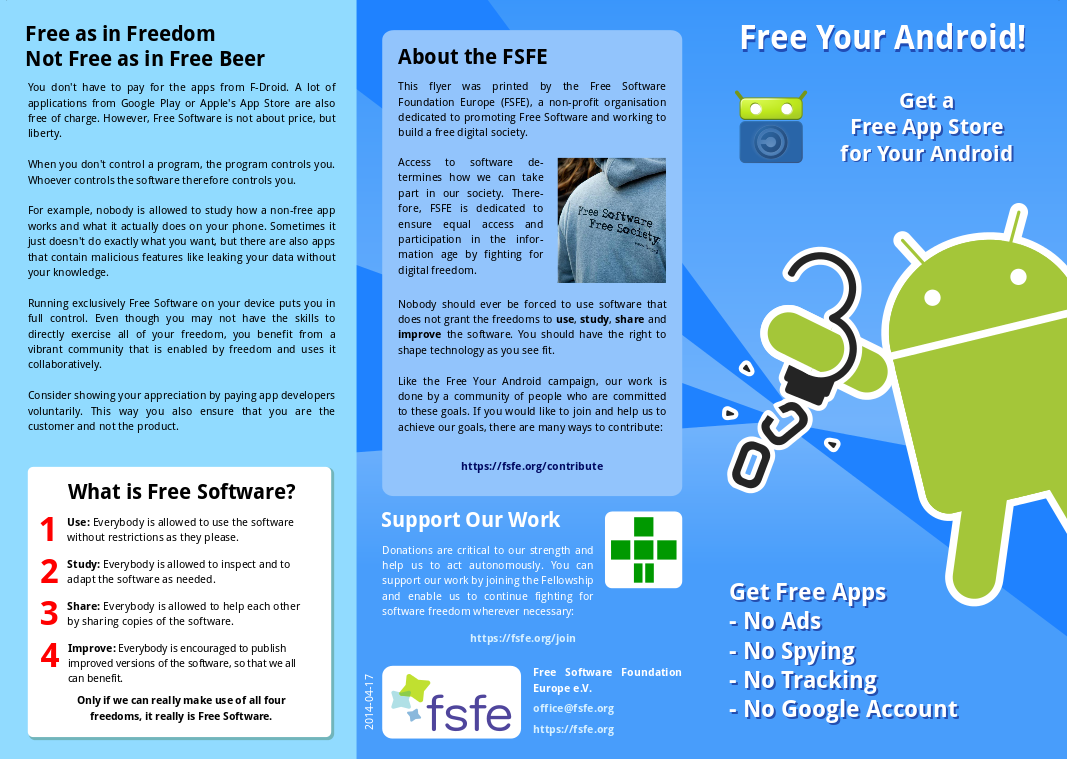 Free as in Freedom
Not Free as in Free Beer
You don't have to pay for the apps from F-Droid. A lot of
applications from Google Play or Apple's App Store are also
free of charge. However, Free Software is not about price, but
liberty.
When you don't control a program, the program controls you.
Whoever controls the software therefore controls you.
For example, nobody is allowed to study how a non-free app
works and what it actually does on your phone. Sometimes it
just doesn't do exactly what you want, but there are also apps
that contain malicious features like leaking your data without
your knowledge.
Running exclusively Free Software on your device puts you in
full control. Even though you may not have the skills to
directly exercise all of your freedom, you benefit from a
vibrant community that is enabled by freedom and uses it
collaboratively.
Consider showing your appreciation by paying app developers
voluntarily. This way you also ensure that you are the
customer and not the product.
What is Free Software?
1 Use: Everybody is allowed to use the software
without restrictions as they please.
2 Study: Everybody is allowed to inspect and to
adapt the software as needed.
3 Share: Everybody is allowed to help each other
by sharing copies of the software.
4 Improve: Everybody is encouraged to publish
improved versions of the software, so that we all
can benefit.
Only if we can really make use of all four
freedoms, it really is Free Software.
About the FSFE
This flyer was printed by the Free Software
Foundation Europe (FSFE), a non-profit organisation
dedicated to promoting Free Software and working to
build a free digital society.
Access to software de-
termines how we can take
part in our society. There-
fore, FSFE is dedicated to
ensure equal access and
participation in the infor-
mation age by fighting for
digital freedom.
Free Software
Free Society
Nobody should ever be forced to use software that
does not grant the freedoms to use, study, share and
improve the software. You should have the right to
shape technology as you see fit.
Like the Free Your Android campaign, our work is
done by a community of people who are committed
to these goals. If you would like to join and help us to
achieve our goals, there are many ways to contribute:
https://fsfe.org/contribute
Support Our Work
Donations are critical to our strength and
help us to act autonomously. You can
support our work by joining the Fellowship
and enable us to continue fighting for
software freedom wherever necessary:
https://fsfe.org/join
2014-04-17
fsfe
Free Software Foundation
Europe e.V.
office@fsfe.org
https://fsfe.org
Free Your Android!
Get a
Free App Store
for Your Android
Get Free Apps
- No Ads
- No Spying
- No Tracking
- No Google Account